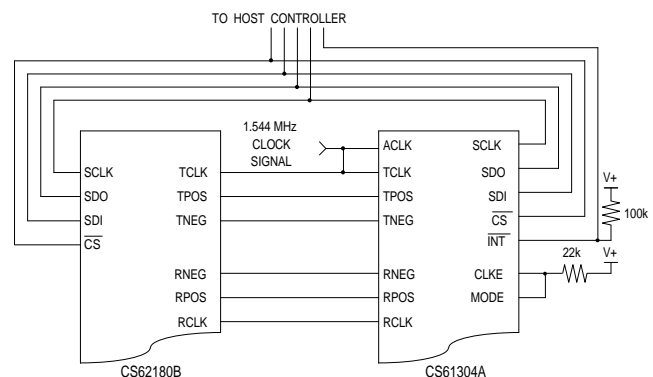 TO HOST CONTROLLER
1.544 MHz
CLOCK
SIGNAL
SCLK
SDO
SDI
CS
TCLK
TPOS
TNEG
RNEG
RPOS
RCLK
CS62180B
ACLK
TCLK
TPOS
TNEG
RNEG
RPOS
RCLK
SCLK
SDO
SDI
CS
INT
CLKE
MODE
CS61304A
V+
100k
22k
V+